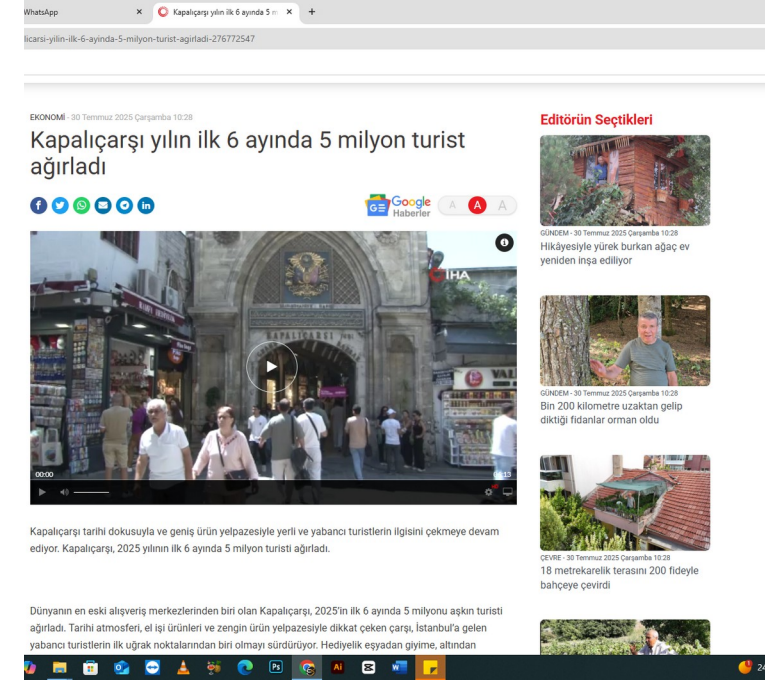 WhatsApp
Kapalıçarşı yılın ilk 6 ayında 5 m
licarsi-yilin-ilk-6-ayinda-5-milyon-turist-agirladi-276772547
EKONOMİ - 30 Temmuz 2025 Çarşamba 10:28
Kapalıçarşı yılın ilk 6 ayında 5 milyon turist
ağırladı
Google
Haberler
A A A
İHA
KAPALIÇARŞI
00:00
Kapalıçarşı tarihi dokusuyla ve geniş ürün yelpazesiyle yerli ve yabancı turistlerin ilgisini çekmeye devam
ediyor. Kapalıçarşı, 2025 yılının ilk 6 ayında 5 milyon turisti ağırladı.
Dünyanın en eski alışveriş merkezlerinden biri olan Kapalıçarşı, 2025'in ilk 6 ayında 5 milyonu aşkın turisti
ağırladı. Tarihi atmosferi, el işi ürünleri ve zengin ürün yelpazesiyle dikkat çeken çarşı, İstanbul'a gelen
yabancı turistlerin ilk uğrak noktalarından biri olmayı sürdürüyor. Hediyelik eşyadan giyime, altından
Editörün Seçtikleri
GÜNDEM - 30 Temmuz 2025 Çarşamba 10:28
Hikâyesiyle yürek burkan ağaç ev
yeniden inşa ediliyor
GÜNDEM - 30 Temmuz 2025 Çarşamba 10:28
Bin 200 kilometre uzaktan gelip
diktiği fidanlar orman oldu
ÇEVRE - 30 Temmuz 2025 Çarşamba 10:28
18 metrekarelik terasını 200 fideyle
bahçeye çevirdi
Ps
Ai
24